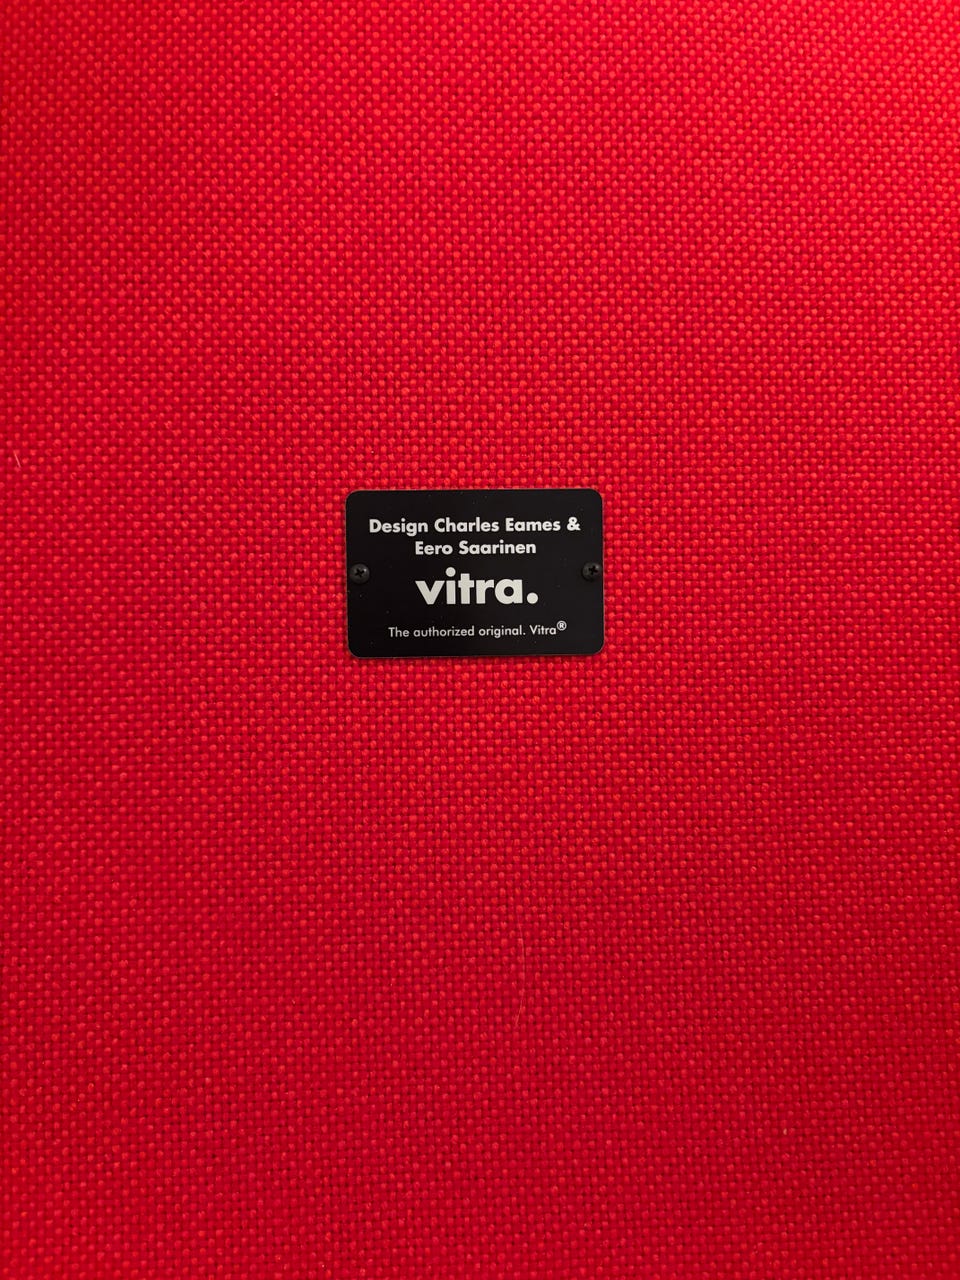 Design Charles Eames &
Eero Saarinen
vitra.
The authorized original. Vitra®